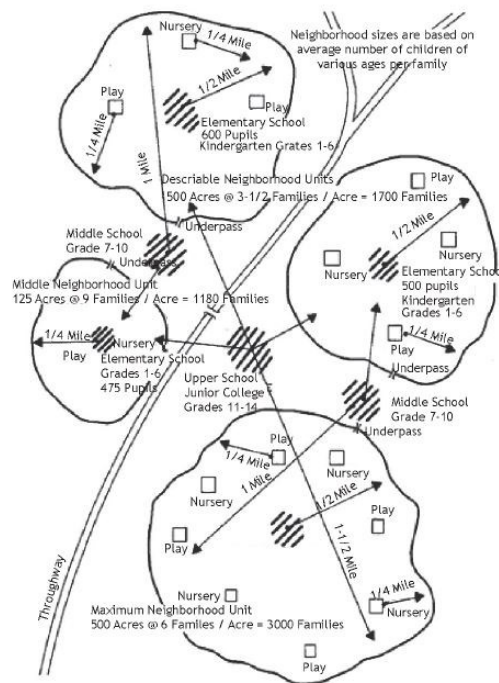 Nursery
1/4 Mile
Neighborhood sizes are based on
average number of children of
various ages per family
1/2 Mile
Play
Play
1/4 Mile
Elementary School
600 Pupils
Kindergarten Grates 1-6
1 Mile
Descriable Neighborhood Units
500 Acres @ 3-1/2 Families / Acre = 1700 Families
Underpass
Play
1/2 Mile
Nursery
Nursery
Elementary School
500 pupils
Kindergarten
Grades 1-6
Play
1/4 Mile
Underpass
Middle School
Grade 7-10
Underpass
Middle Neighborhood Unit
125 Acres @ 9 Families / Acre = 1180 Families
1/4 Mile
Play
Nursery
Elementary School
Grades 1-6
475 Pupils
Upper School
Junior College
Grades 11-14
Middle School
Grade 7-10
Underpass
Play
1/4 Mile
1 Mile
Nursery
1/2 Mile
Nursery
Play
Play
1-1/2 Mile
Throughway
Nursery
1/4 Mile
Nursery
Maximum Neighborhood Unit
500 Acres @ 6 Familes / Acre = 3000 Families
Play